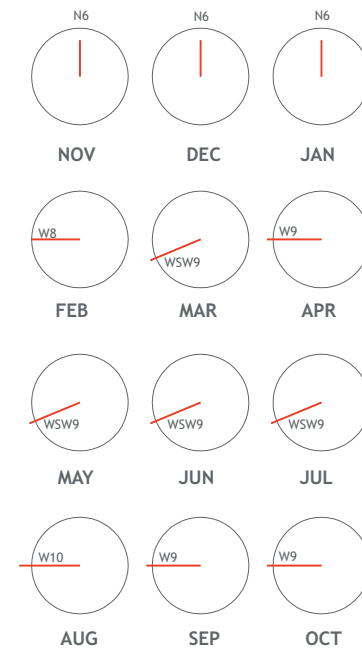 N6 N6 N6
NOV DEC JAN
W8 WSW9 W9
FEB MAR APR
WSW9 WSW9 WSW9
MAY JUN JUL
W10 W9 W9
AUG SEP OCT